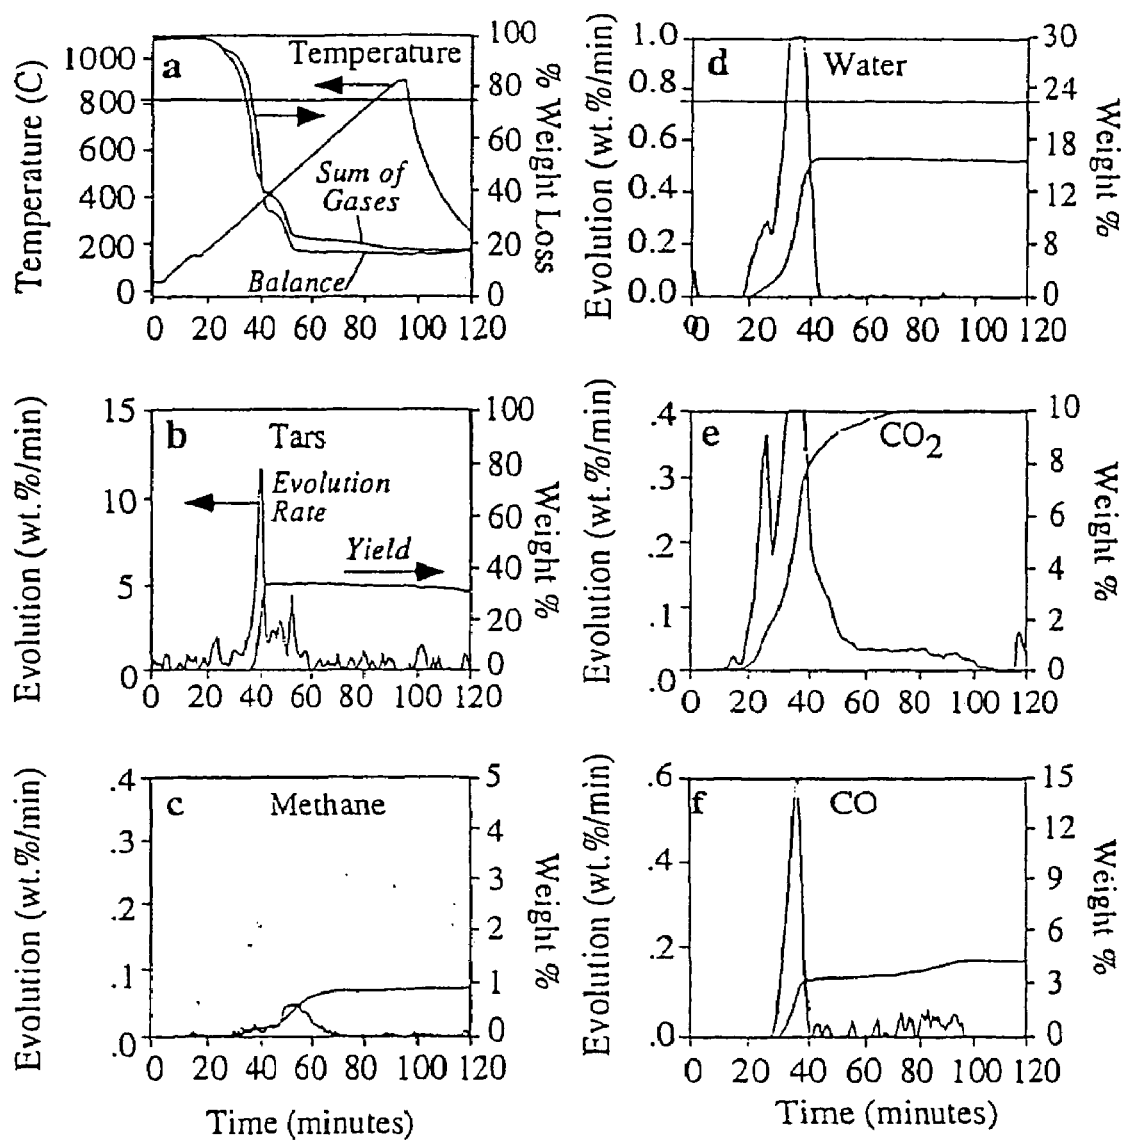 a
Temperature
Sum of
Gases
Balance
Temperature (C)
1000
800
600
400
200
0
% Weight Loss
100
80
60
40
20
0
0 20 40 60 80 100 120
d
Water
Evolution (wt.%/min)
1.0
0.8
0.6
0.4
0.2
0.0
Weight %
30
24
18
12
8
0
0 20 40 60 80 100 120
b
Tars
Evolution
Rate
Yield
Evolution (wt.%/min)
15
10
5
0
Weight %
100
80
60
40
20
0
0 20 40 60 80 100 120
e
CO2
Evolution (wt.%/min)
.4
.3
.2
.1
.0
Weight %
10
8
6
4
2
0
0 20 40 60 80 100 120
c
Methane
Evolution (wt.%/min)
.4
.3
.2
.1
.0
Weight %
5
4
3
2
1
0
0 20 40 60 80 100 120
Time (minutes)
f
CO
Evolution (wt.%/min)
.6
.4
.2
.0
Weight %
15
12
9
6
3
0
0 20 40 60 80 100 120
Time (minutes)